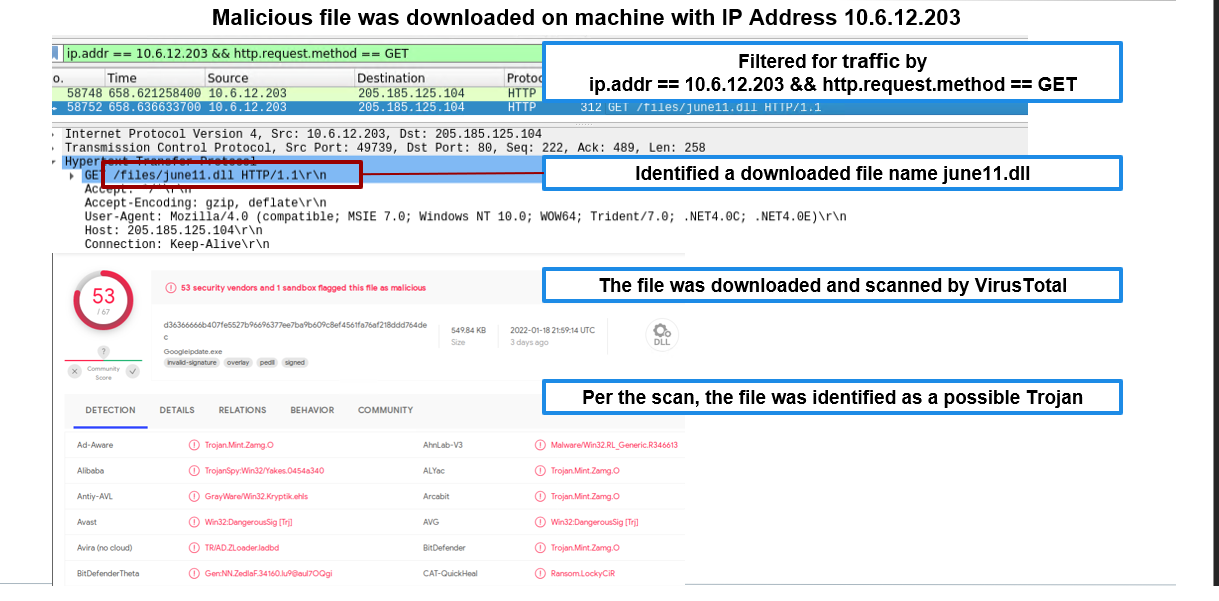 Malicious file was downloaded on machine with IP Address 10.6.12.203
ip.addr == 10.6.12.203 && http.request.method == GET
Filtered for traffic by
ip.addr == 10.6.12.203 && http.request.method == GET
o. Time Source Destination Protoc
58748 658.621258400 10.6.12.203 205.185.125.104 HTTP
58752 658.636633700 10.6.12.203 205.185.125.104 HTTP 312 GET /files/june11.dll HTTP/1.1
Internet Protocol Version 4, Src: 10.6.12.203, Dst: 205.185.125.104
Transmission Control Protocol, Src Port: 49739, Dst Port: 80, Seq: 222, Ack: 489, Len: 258
Hypertext Transfer Protocol
GET /files/june11.dll HTTP/1.1\r\n
Identified a downloaded file name june11.dll
Accept: */*\r\n
Accept-Encoding: gzip, deflate\r\n
User-Agent: Mozilla/4.0 (compatible; MSIE 7.0; Windows NT 10.0; WOW64; Trident/7.0; .NET4.0C; .NET4.0E)\r\n
Host: 205.185.125.104\r\n
Connection: Keep-Alive\r\n
53
/ 67
53 security vendors and 1 sandbox flagged this file as malicious
The file was downloaded and scanned by VirusTotal
d36366666b407fe5527b96696377ee7ba9b609c8ef4561fa76af218ddd764de
c
Googleipdate.exe
invalid-signature overlay pedll signed
549.84 KB
Size
2022-01-18 21:59:14 UTC
3 days ago
DLL
?
Community
Score
Per the scan, the file was identified as a possible Trojan
DETECTION DETAILS RELATIONS BEHAVIOR COMMUNITY
Ad-Aware Trojan.Mint.Zamg.O AhnLab-V3 Malware/Win32.RL_Generic.R346613
Alibaba TrojanSpy:Win32/Yakes.0454a340 ALYac Trojan.Mint.Zamg.O
Antiy-AVL GrayWare/Win32.Kryptik.ehls Arcabit Trojan.Mint.Zamg.O
Avast Win32:DangerousSig [Trj] AVG Win32:DangerousSig [Trj]
Avira (no cloud) TR/AD.ZLoader.ladbd BitDefender Trojan.Mint.Zamg.O
BitDefenderTheta Gen:NN.ZedlaF.34160.lu9@aul7OQgi CAT-QuickHeal Ransom.LockyCiR